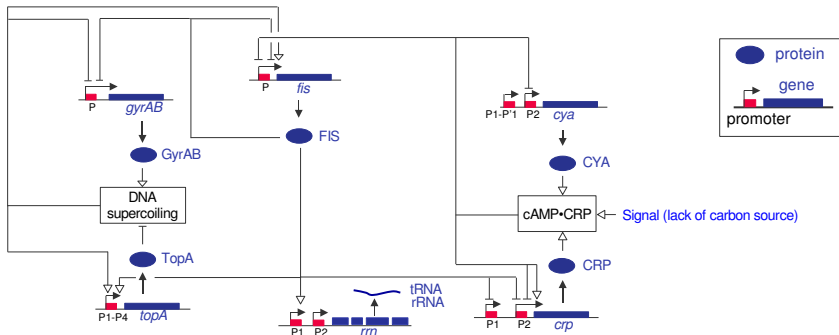 protein
gene
promoter
P
gyrAB
P
fis
P1-P'1
P2
cya
GyrAB
FIS
CYA
DNA
supercoiling
cAMP•CRP
Signal (lack of carbon source)
TopA
CRP
tRNA
rRNA
P1-P4
topA
P1
P2
rrn
P1
P2
crp